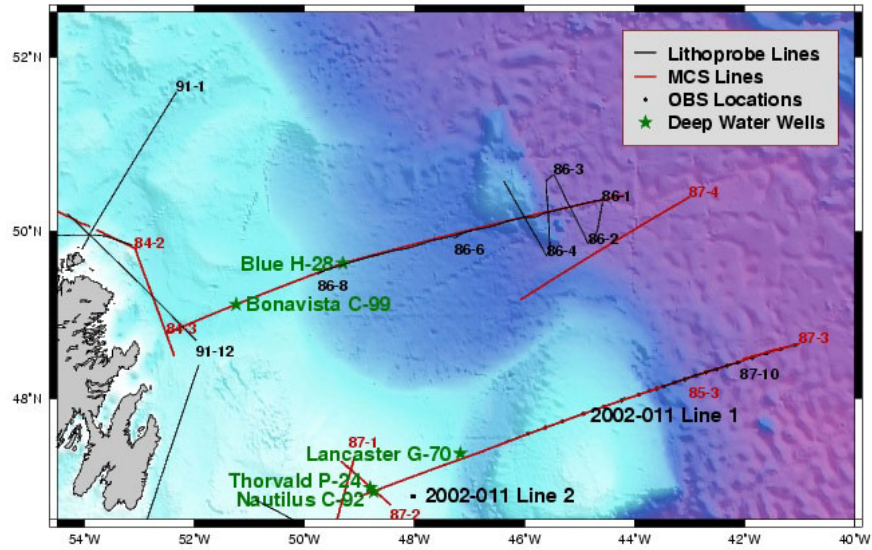 52°N
50°N
48°N
54°W
52°W
50°W
48°W
46°W
44°W
42°W
40°W
Lithoprobe Lines
MCS Lines
OBS Locations
Deep Water Wells
91-1
86-3
86-1
87-4
84-2
86-6
86-4
86-2
Blue H-28
86-8
Bonavista C-99
84-3
91-12
87-3
87-10
85-3
2002-011 Line 1
87-1
Lancaster G-70
Thorvald P-24
Nautilus C-92
2002-011 Line 2
87-2